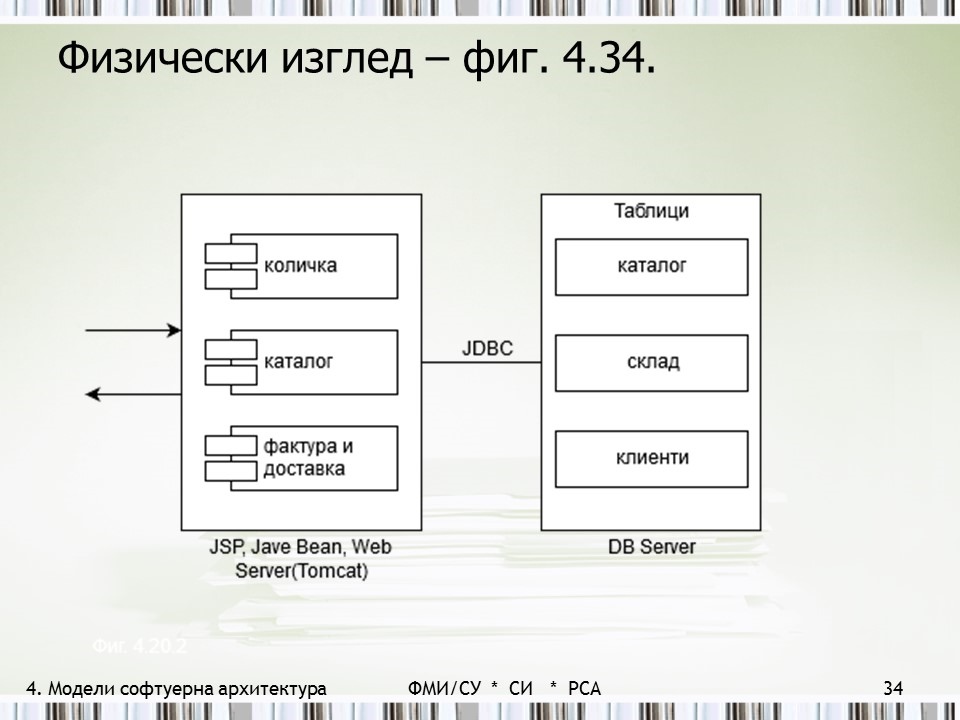 Физически изглед – фиг. 4.34.
количка
каталог
фактура и
доставка
JSP, Jave Bean, Web
Server(Tomcat)
JDBC
Таблици
каталог
склад
клиенти
DB Server
Фиг. 4.20.2
4. Модели софтуерна архитектура
ФМИ/СУ * СИ * РСА
34